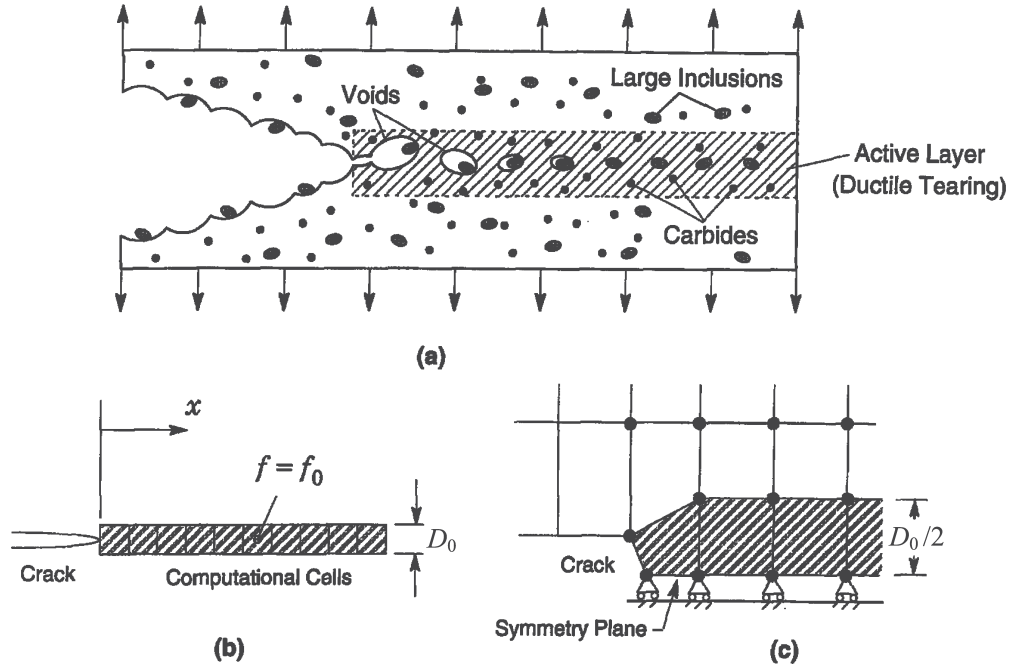 Large Inclusions
Voids
Active Layer
(Ductile Tearing)
Carbides
(a)
x
f = f₀
D₀
Crack
Computational Cells
(b)
D₀/2
Crack
Symmetry Plane
(c)